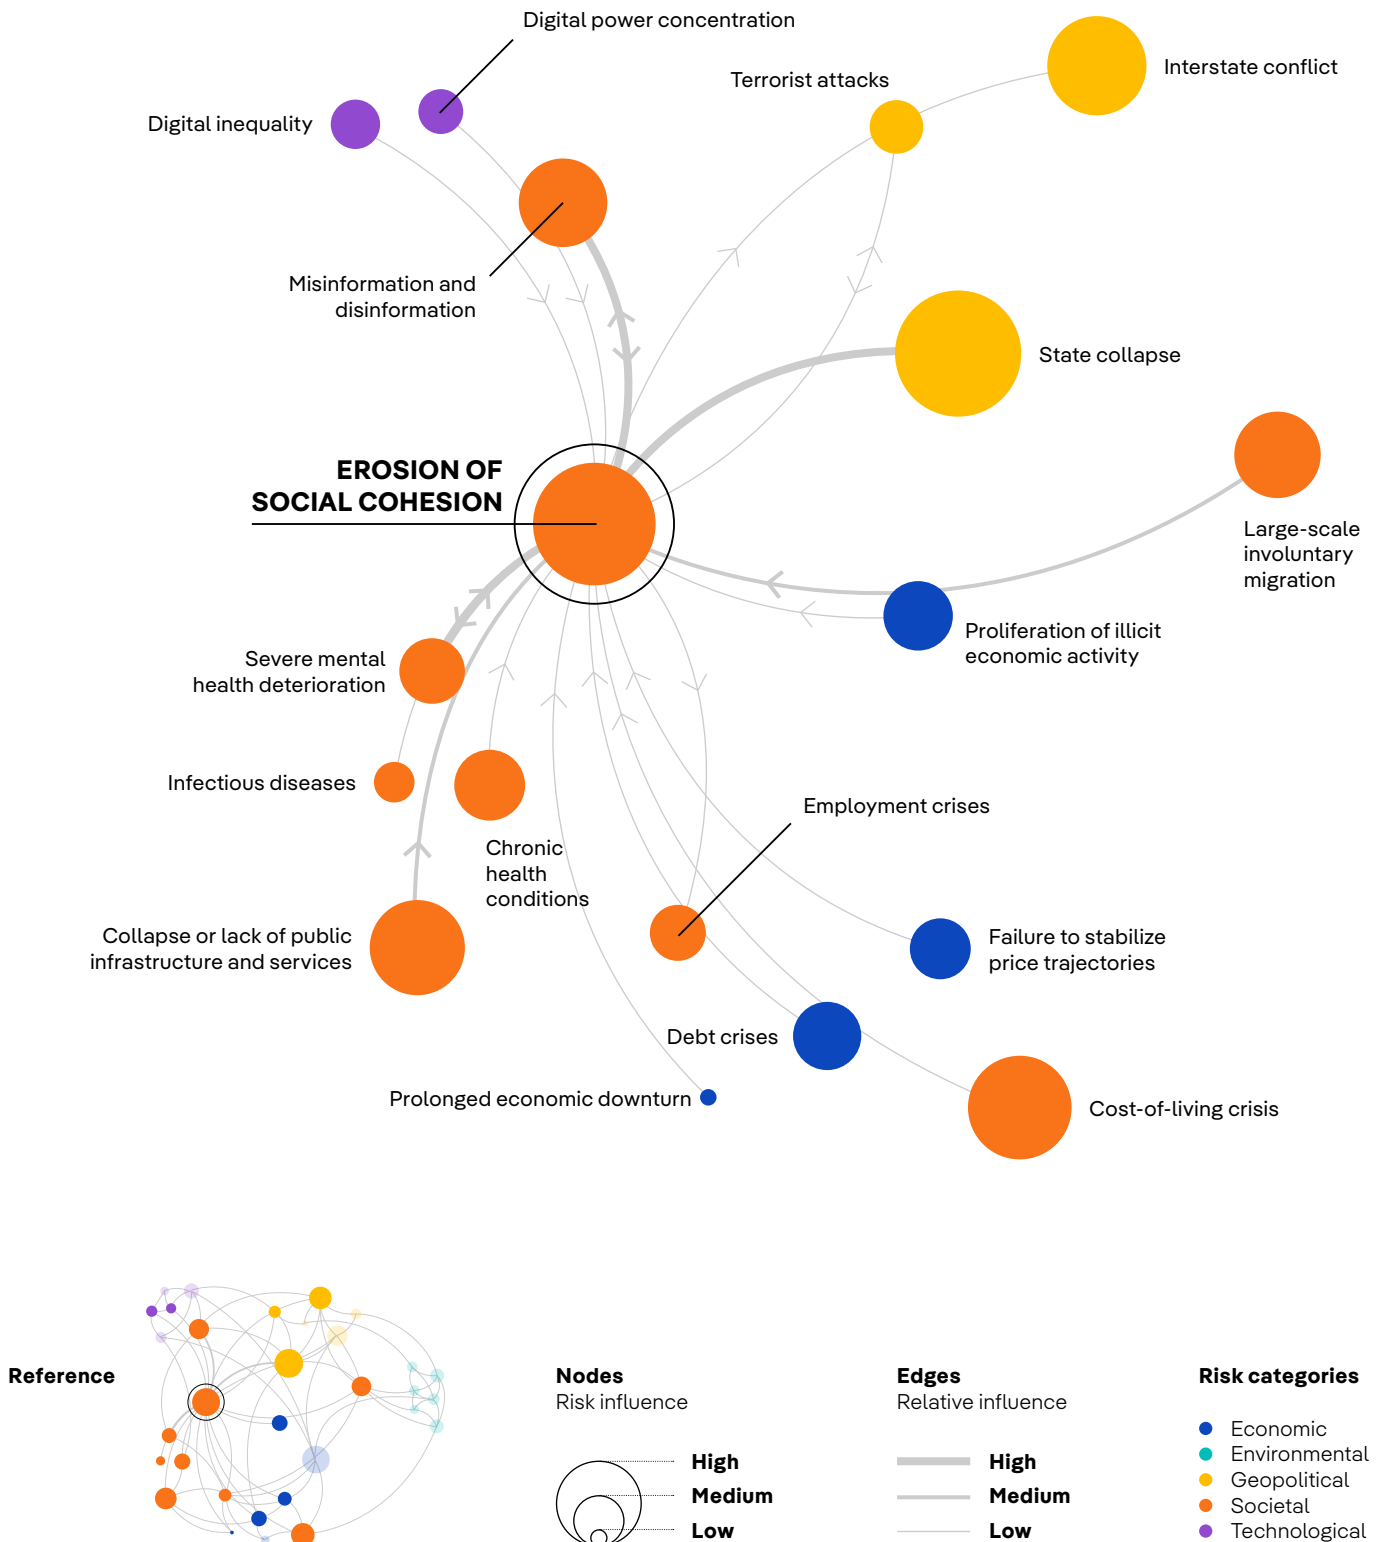 Digital power concentration
Interstate conflict
Terrorist attacks
Digital inequality
Misinformation and
disinformation
State collapse
EROSION OF
SOCIAL COHESION
Large-scale
involuntary
migration
Proliferation of illicit
economic activity
Severe mental
health deterioration
Infectious diseases
Employment crises
Chronic
health
conditions
Collapse or lack of public
infrastructure and services
Failure to stabilize
price trajectories
Debt crises
Prolonged economic downturn
Cost-of-living crisis
Reference
Nodes
Risk influence
High
Medium
Low
Edges
Relative influence
High
Medium
Low
Risk categories
Economic
Environmental
Geopolitical
Societal
Technological